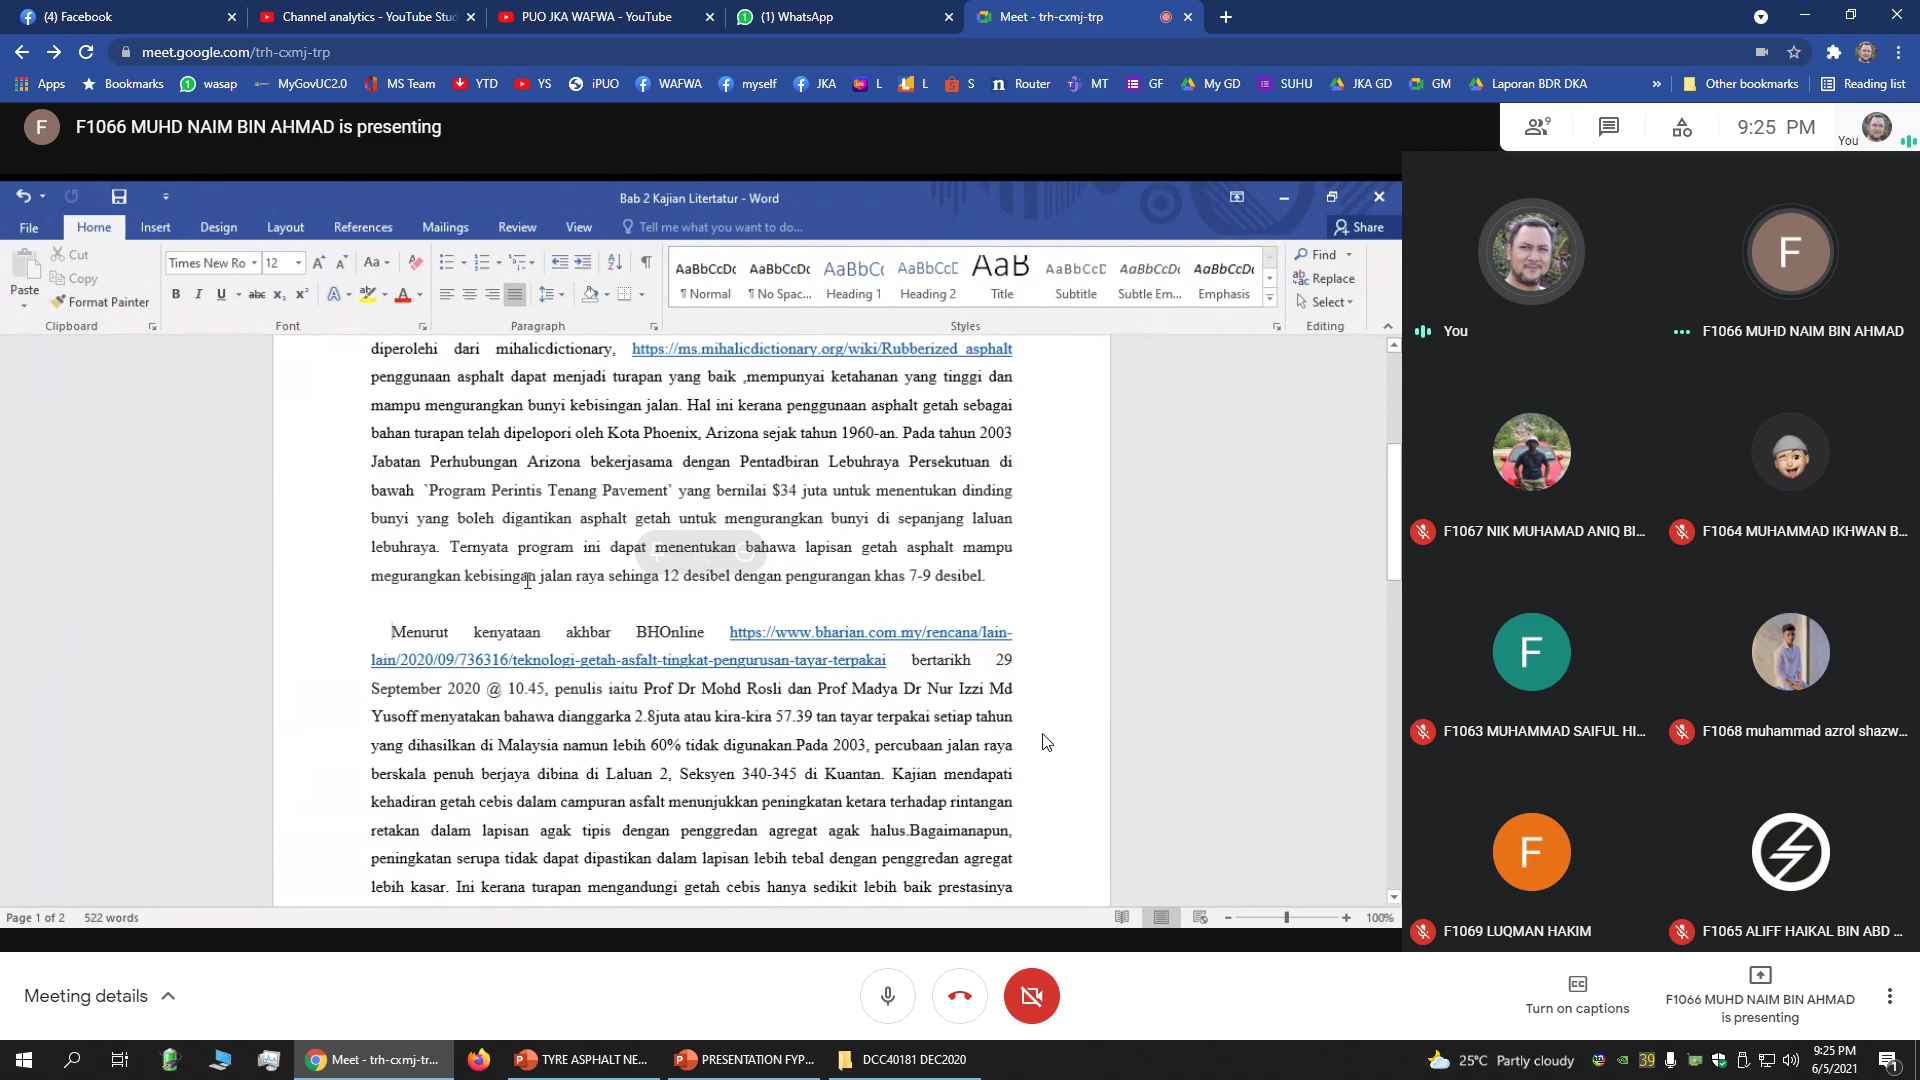 (4) Facebook
Channel analytics - YouTube Stud
PUO JKA WAFWA - YouTube
(1) WhatsApp
Meet - trh-cxmj-trp
meet.google.com/trh-cxmj-trp
Apps
Bookmarks
wasap
MyGovUC2.0
MS Team
YTD
YS
iPUO
WAFWA
myself
JKA
L
L
S
Router
MT
GF
My GD
SUHU
JKA GD
GM
Laporan BDR DKA
»
Other bookmarks
Reading list
F
F1066 MUHD NAIM BIN AHMAD is presenting
9
9:25 PM
You
Bab 2 Kajian Litertatur - Word
File
Home
Insert
Design
Layout
References
Mailings
Review
View
Tell me what you want to do...
Share
Paste
Cut
Copy
Format Painter
Clipboard
Times New Ro
12
Font
Paragraph
AaBbCcDc
¶ Normal
AaBbCcDc
¶ No Spac...
AaBbCc
Heading 1
AaBbCcD
Heading 2
AaB
Title
AaBbCcD
Subtitle
AaBbCcDc
Subtle Em...
AaBbCcDc
Emphasis
Styles
Find
Replace
Select
Editing
diperolehi dari mihalicdictionary, https://ms.mihalicdictionary.org/wiki/Rubberized_asphalt
penggunaan asphalt dapat menjadi turapan yang baik ,mempunyai ketahanan yang tinggi dan
mampu mengurangkan bunyi kebisingan jalan. Hal ini kerana penggunaan asphalt getah sebagai
bahan turapan telah dipelopori oleh Kota Phoenix, Arizona sejak tahun 1960-an. Pada tahun 2003
Jabatan Perhubungan Arizona bekerjasama dengan Pentadbiran Lebuhraya Persekutuan di
bawah `Program Perintis Tenang Pavement’ yang bernilai $34 juta untuk menentukan dinding
bunyi yang boleh digantikan asphalt getah untuk mengurangkan bunyi di sepanjang laluan
lebuhraya. Ternyata program ini dapat menentukan bahawa lapisan getah asphalt mampu
megurangkan kebisingan jalan raya sehinga 12 desibel dengan pengurangan khas 7-9 desibel.
Menurut kenyataan akhbar BHOnline https://www.bharian.com.my/rencana/lain-
lain/2020/09/736316/teknologi-getah-asfalt-tingkat-pengurusan-tayar-terpakai bertarikh 29
September 2020 @ 10.45, penulis iaitu Prof Dr Mohd Rosli dan Prof Madya Dr Nur Izzi Md
Yusoff menyatakan bahawa dianggarka 2.8juta atau kira-kira 57.39 tan tayar terpakai setiap tahun
yang dihasilkan di Malaysia namun lebih 60% tidak digunakan.Pada 2003, percubaan jalan raya
berskala penuh berjaya dibina di Laluan 2, Seksyen 340-345 di Kuantan. Kajian mendapati
kehadiran getah cebis dalam campuran asfalt menunjukkan peningkatan ketara terhadap rintangan
retakan dalam lapisan agak tipis dengan penggredan agregat agak halus.Bagaimanapun,
peningkatan serupa tidak dapat dipastikan dalam lapisan lebih tebal dengan penggredan agregat
lebih kasar. Ini kerana turapan mengandungi getah cebis hanya sedikit lebih baik prestasinya
Page 1 of 2
522 words
100%
You
F
F1066 MUHD NAIM BIN AHMAD
F1067 NIK MUHAMAD ANIQ BI...
F1064 MUHAMMAD IKHWAN B...
F
F1063 MUHAMMAD SAIFUL HI...
F1068 muhammad azrol shazw...
F
F1069 LUQMAN HAKIM
F1065 ALIFF HAIKAL BIN ABD ...
Meeting details
Turn on captions
F1066 MUHD NAIM BIN AHMAD
is presenting
Meet - trh-cxmj-tr...
TYRE ASPHALT NE...
PRESENTATION FYP...
DCC40181 DEC2020
25°C Partly cloudy
39
9:25 PM
6/5/2021
1